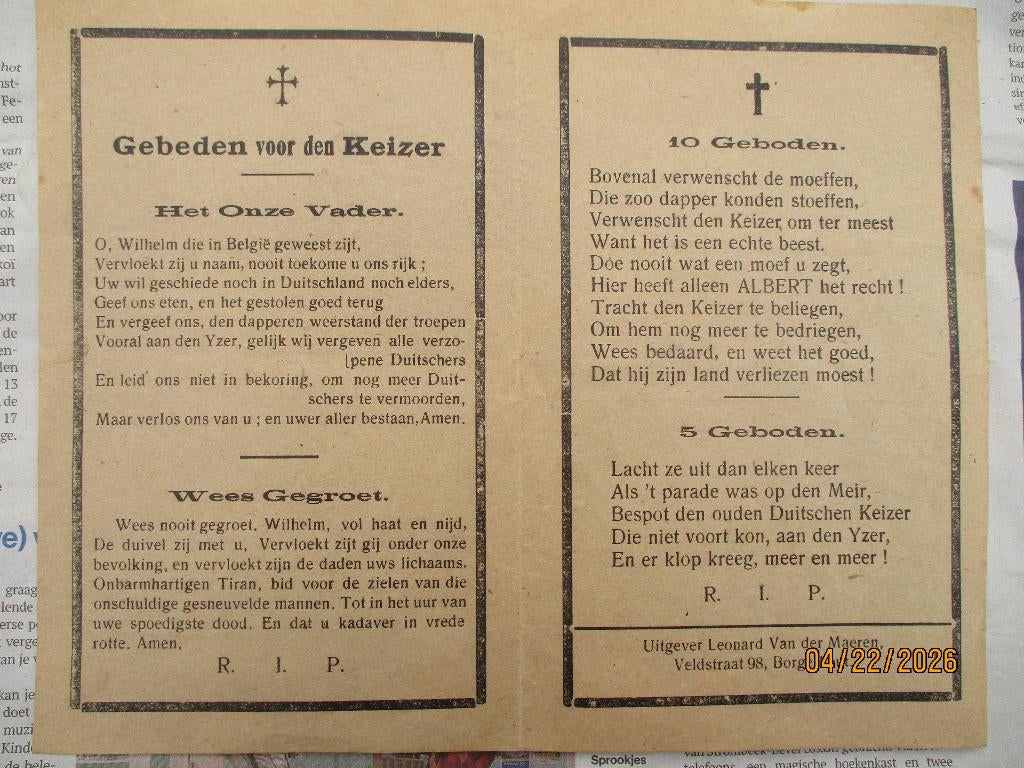 Gebeden voor den Keizer
Het Onze Vader.
O, Wilhelm die in België geweest zijt,
Vervloekt zij u naam, nooit toekome u ons rijk ;
Uw wil geschiede noch in Duitschland noch elders,
Geef ons eten, en het gestolen goed terug
En vergeef ons, den dapperen weerstand der troepen
Vooral aan den Yzer, gelijk wij vergeven alle verzo-
[pene Duitschers
En leid' ons niet in bekoring, om nog meer Duit-
schers te vermoorden,
Maar verlos ons van u ; en uwer aller bestaan, Amen.
Wees Gegroet.
Wees nooit gegroet, Wilhelm, vol haat en nijd,
De duivel zij met u, Vervloekt zijt gij onder onze
bevolking, en vervloekt zijn de daden uws lichaams.
Onbarmhartigen Tiran, bid voor de zielen van die
onschuldige gesneuvelde mannen. Tot in het uur van
uwe spoedigste dood. En dat u kadaver in vrede
rotte. Amen.
R. I. P.
10 Geboden.
Bovenal verwenscht de moeffen,
Die zoo dapper konden stoeffen,
Verwenscht den Keizer, om ter meest
Want het is een echte beest.
Doe nooit wat een moef u zegt,
Hier heeft alleen ALBERT het recht !
Tracht den Keizer te beliegen,
Om hem nog meer te bedriegen,
Wees bedaard, en weet het goed,
Dat hij zijn land verliezen moest !
5 Geboden.
Lacht ze uit dan elken keer
Als 't parade was op den Meir,
Bespot den ouden Duitschen Keizer
Die niet voort kon, aan den Yzer,
En er klop kreeg, meer en meer !
R. I. P.
Uitgever Leonard Van der Maeren,
Veldstraat 98,
04/22/2026
Sprookjes
telefoons, een magische boekenkast en twee